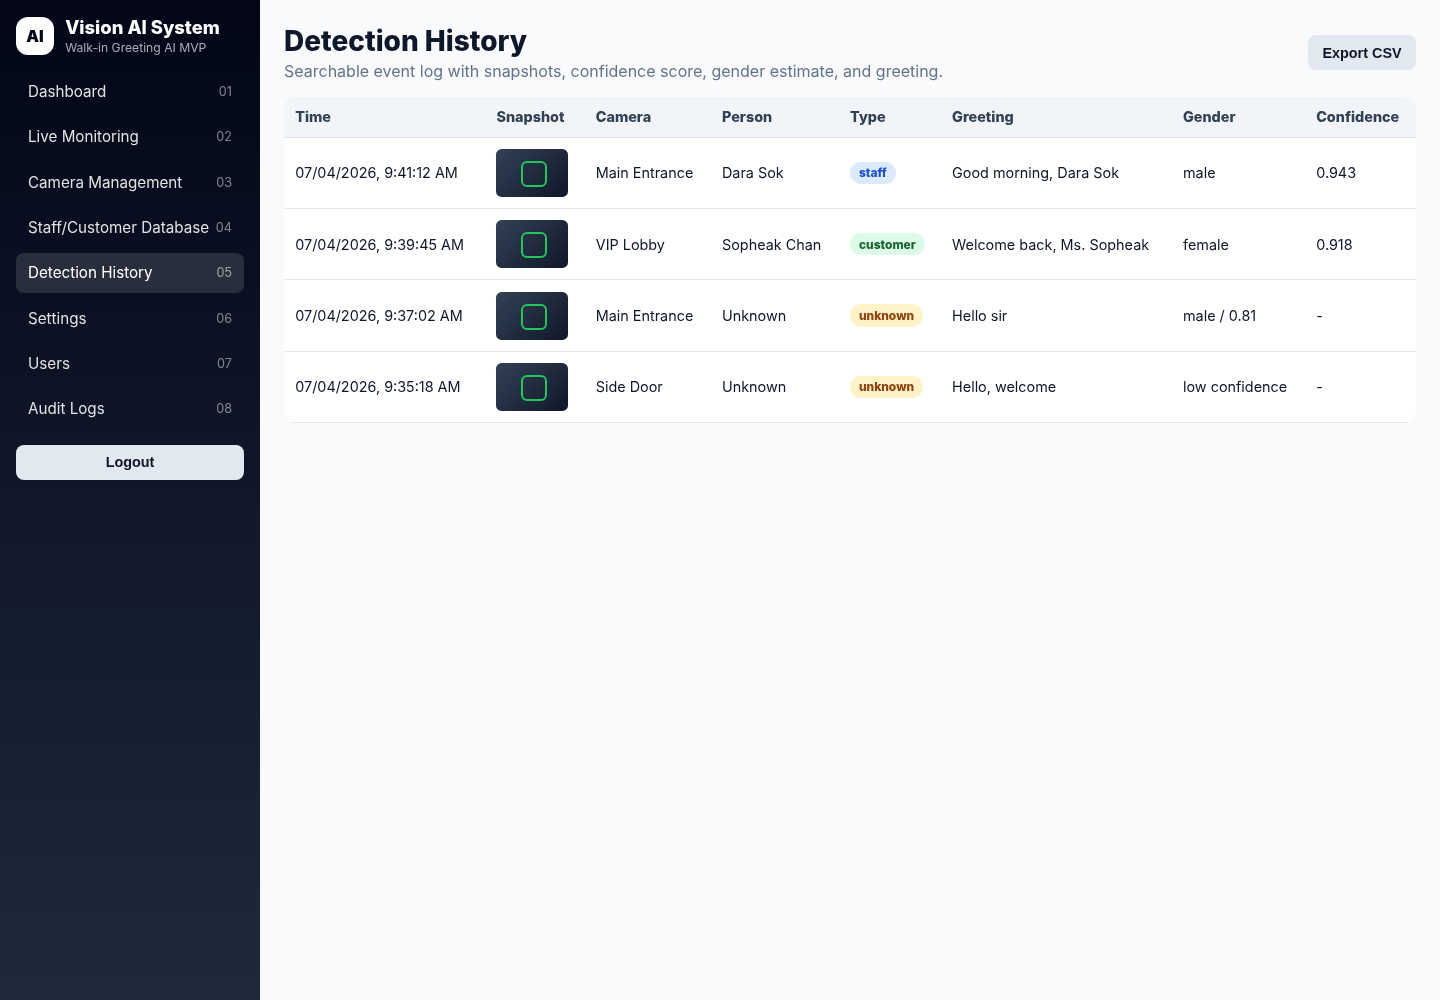 AI
Vision AI System
Walk-in Greeting AI MVP
Dashboard 01
Live Monitoring 02
Camera Management 03
Staff/Customer Database 04
Detection History 05
Settings 06
Users 07
Audit Logs 08
Logout
Detection History
Searchable event log with snapshots, confidence score, gender estimate, and greeting.
Export CSV
Time Snapshot Camera Person Type Greeting Gender Confidence
07/04/2026, 9:41:12 AM Main Entrance Dara Sok staff Good morning, Dara Sok male 0.943
07/04/2026, 9:39:45 AM VIP Lobby Sopheak Chan customer Welcome back, Ms. Sopheak female 0.918
07/04/2026, 9:37:02 AM Main Entrance Unknown unknown Hello sir male / 0.81 -
07/04/2026, 9:35:18 AM Side Door Unknown unknown Hello, welcome low confidence -